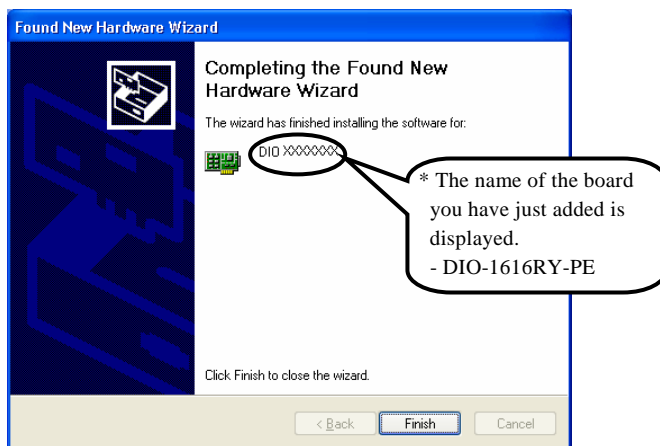 Found New Hardware Wizard
Completing the Found New
Hardware Wizard
The wizard has finished installing the software for:
DIO XXXXXXX
* The name of the board
you have just added is
displayed.
- DIO-1616RY-PE
Click Finish to close the wizard.
< Back Finish Cancel